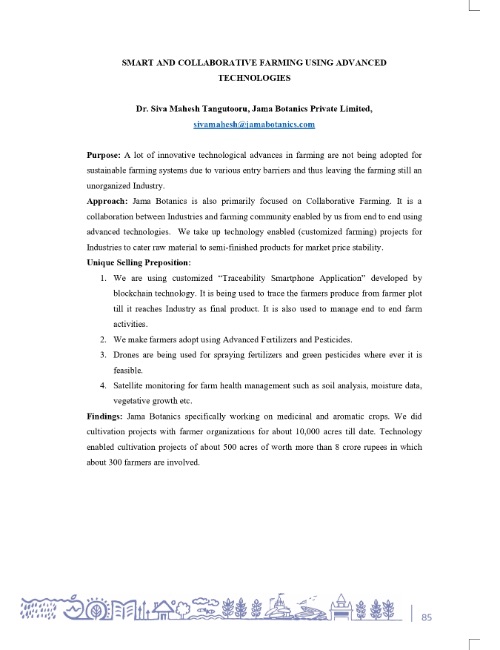 SMART AND COLLABORATIVE FARMING USING ADVANCED
TECHNOLOGIES
Dr. Siva Mahesh Tangutooru, Jama Botanics Private Limited,
sivamahesh@jamabotanics.com
Purpose: A lot of innovative technological advances in farming are not being adopted for
sustainable farming systems due to various entry barriers and thus leaving the farming still an
unorganized Industry.
Approach: Jama Botanics is also primarily focused on Collaborative Farming. It is a
collaboration between Industries and farming community enabled by us from end to end using
advanced technologies. We take up technology enabled (customized farming) projects for
Industries to cater raw material to semi-finished products for market price stability.
Unique Selling Preposition:
1. We are using customized “Traceability Smartphone Application” developed by
blockchain technology. It is being used to trace the farmers produce from farmer plot
till it reaches Industry as final product. It is also used to manage end to end farm
activities.
2. We make farmers adopt using Advanced Fertilizers and Pesticides.
3. Drones are being used for spraying fertilizers and green pesticides where ever it is
feasible.
4. Satellite monitoring for farm health management such as soil analysis, moisture data,
vegetative growth etc.
Findings: Jama Botanics specifically working on medicinal and aromatic crops. We did
cultivation projects with farmer organizations for about 10,000 acres till date. Technology
enabled cultivation projects of about 500 acres of worth more than 8 crore rupees in which
about 300 farmers are involved.
85